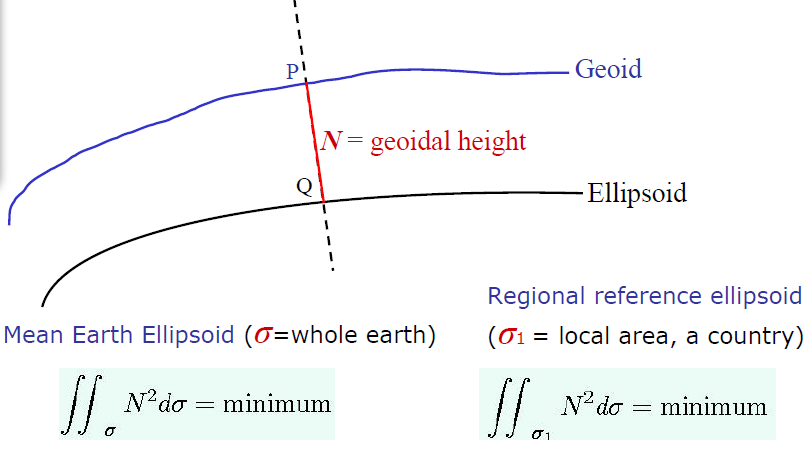 P
Geoid
N = geoidal height
Q
Ellipsoid
Regional reference ellipsoid
Mean Earth Ellipsoid (σ=whole earth)
(σ1 = local area, a country)
∬σ N²dσ = minimum
∬σ1 N²dσ = minimum